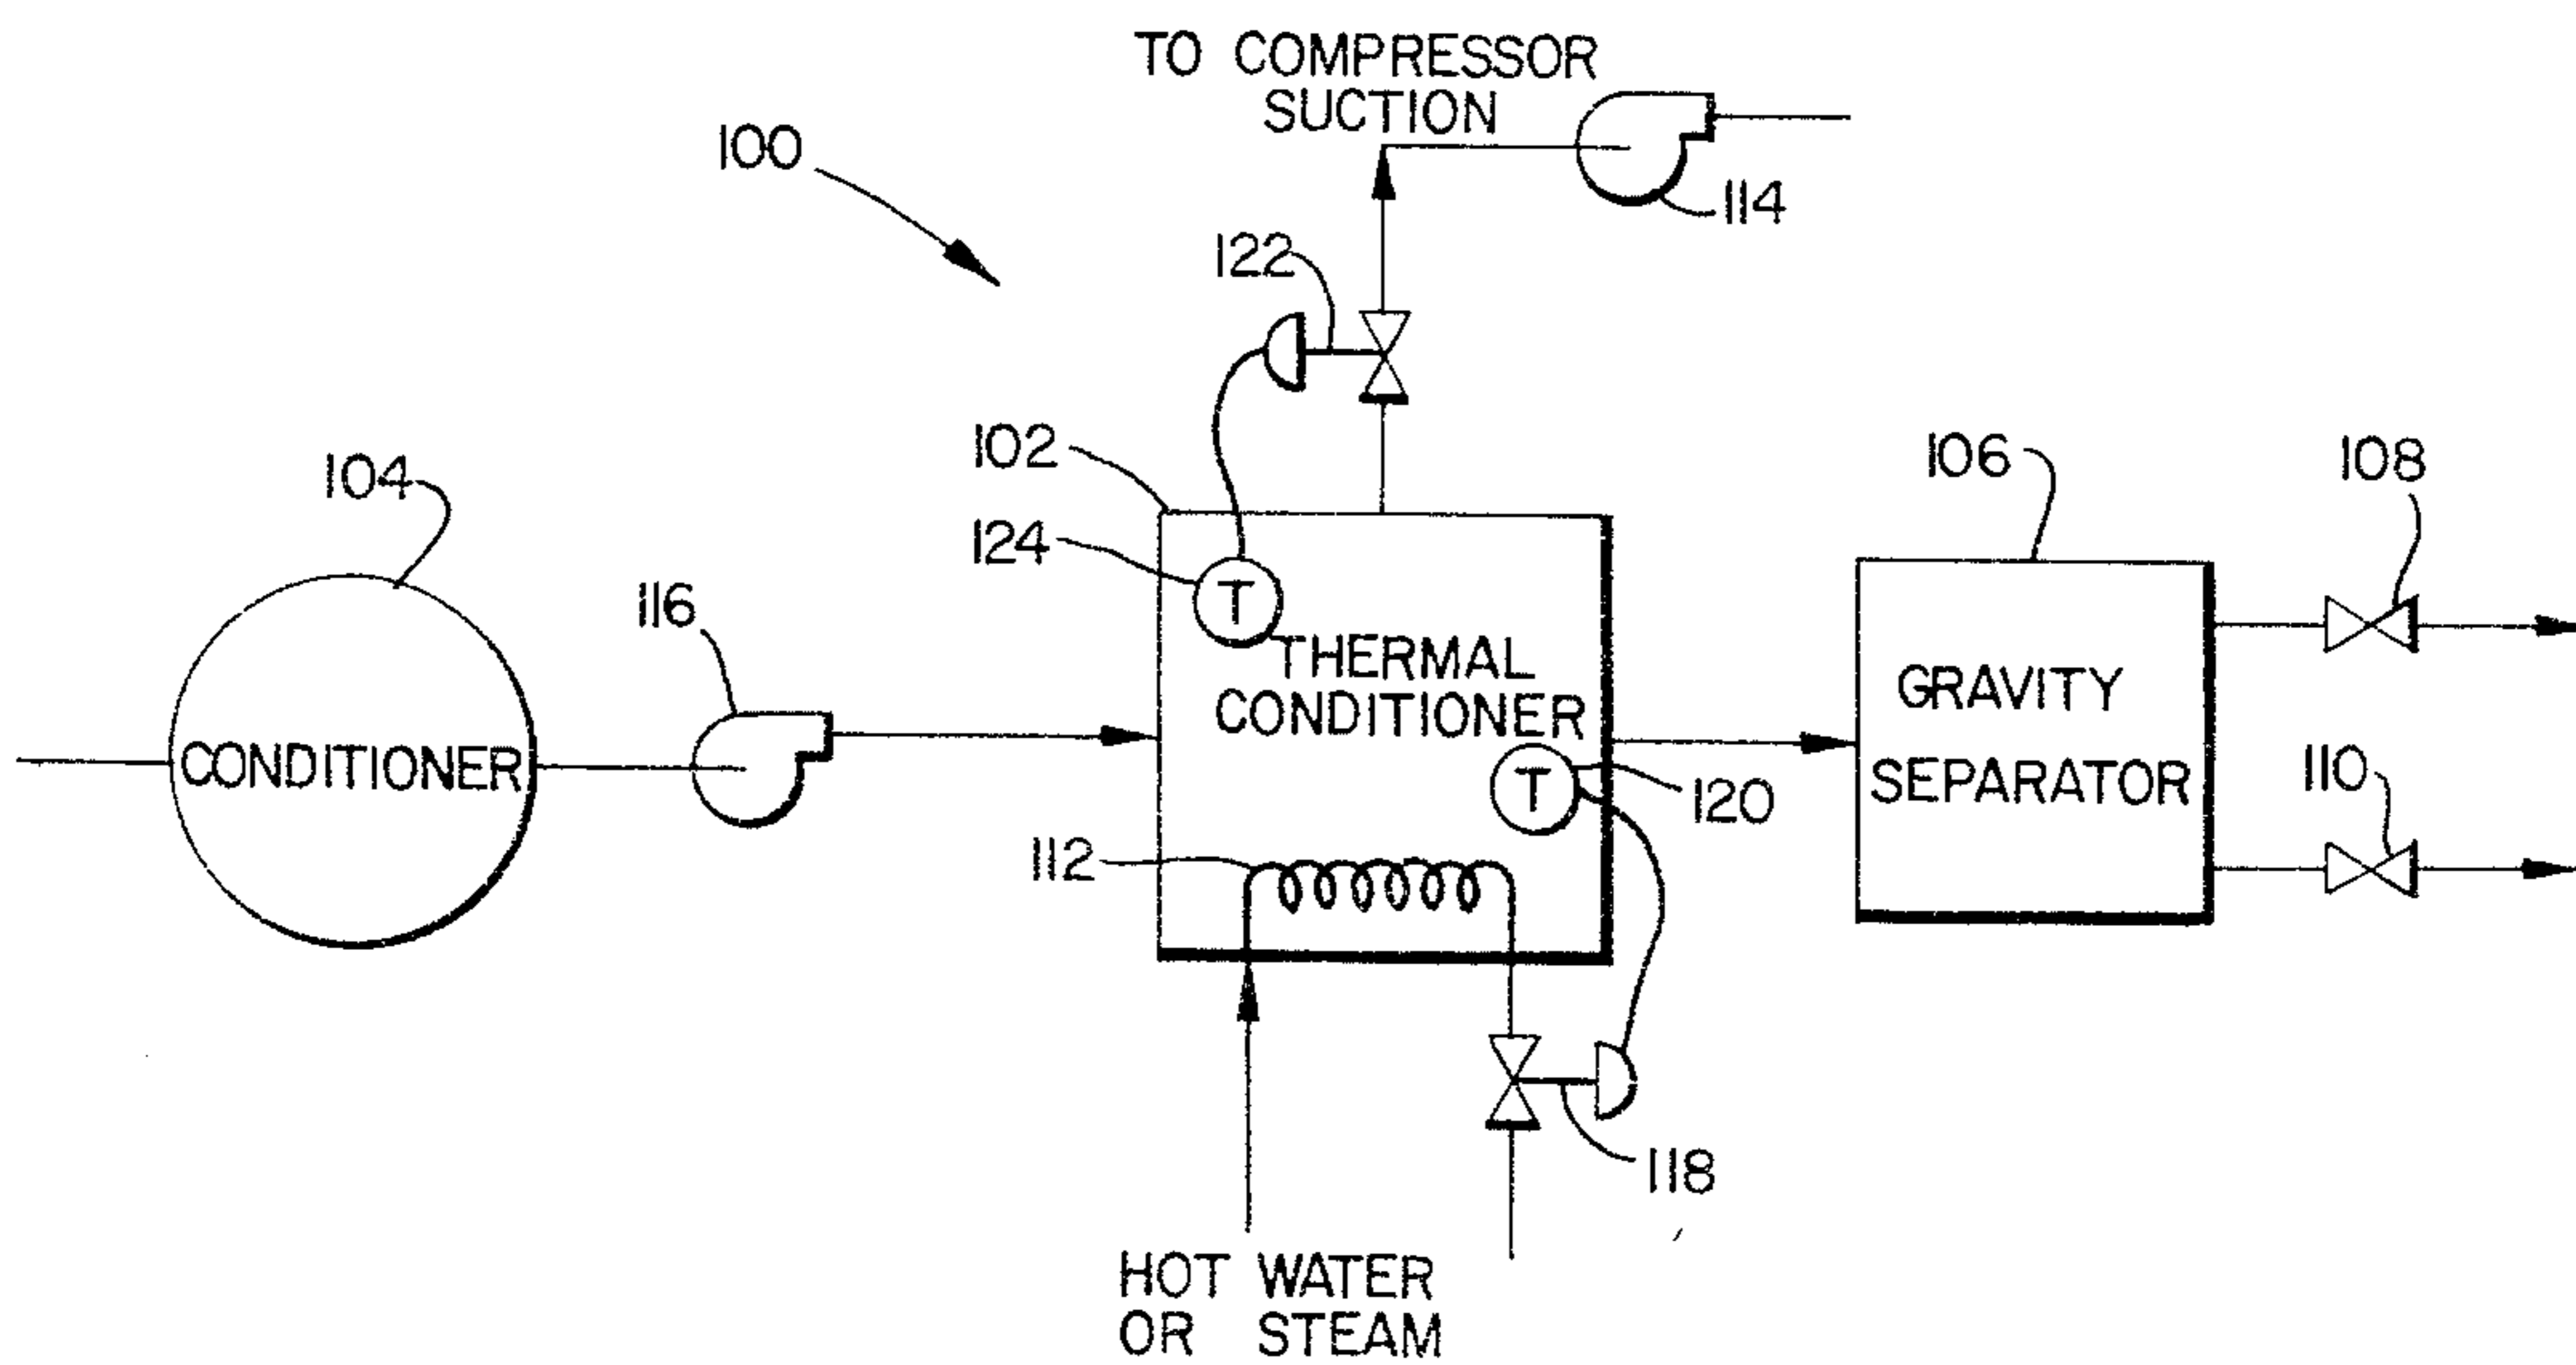 TO COMPRESSOR
SUCTION
100
114
122
102
106
108
104
124
T
116
THERMAL
CONDITIONER
GRAVITY
SEPARATOR
CONDITIONER
T
120
110
112
118
HOT WATER
OR STEAM